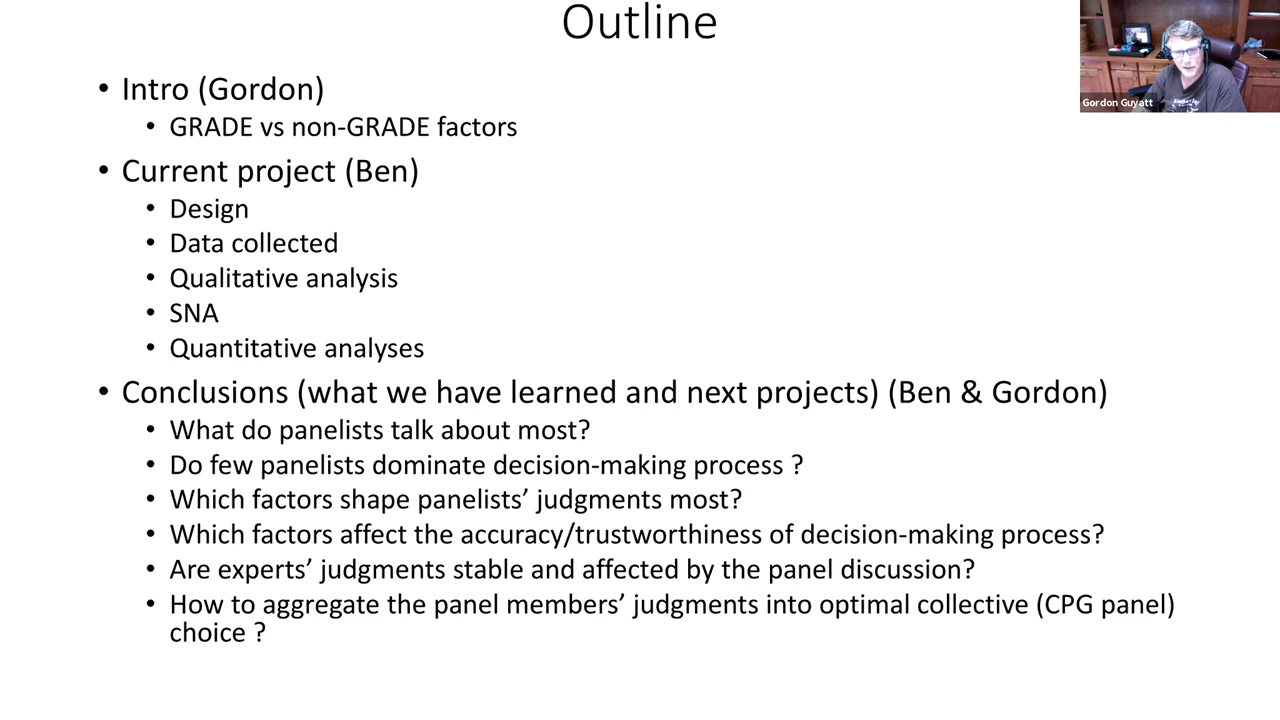 Outline
• Intro (Gordon)
• GRADE vs non-GRADE factors
• Current project (Ben)
• Design
• Data collected
• Qualitative analysis
• SNA
• Quantitative analyses
• Conclusions (what we have learned and next projects) (Ben & Gordon)
• What do panelists talk about most?
• Do few panelists dominate decision-making process ?
• Which factors shape panelists’ judgments most?
• Which factors affect the accuracy/trustworthiness of decision-making process?
• Are experts’ judgments stable and affected by the panel discussion?
• How to aggregate the panel members’ judgments into optimal collective (CPG panel)
choice ?
Gordon Guyatt